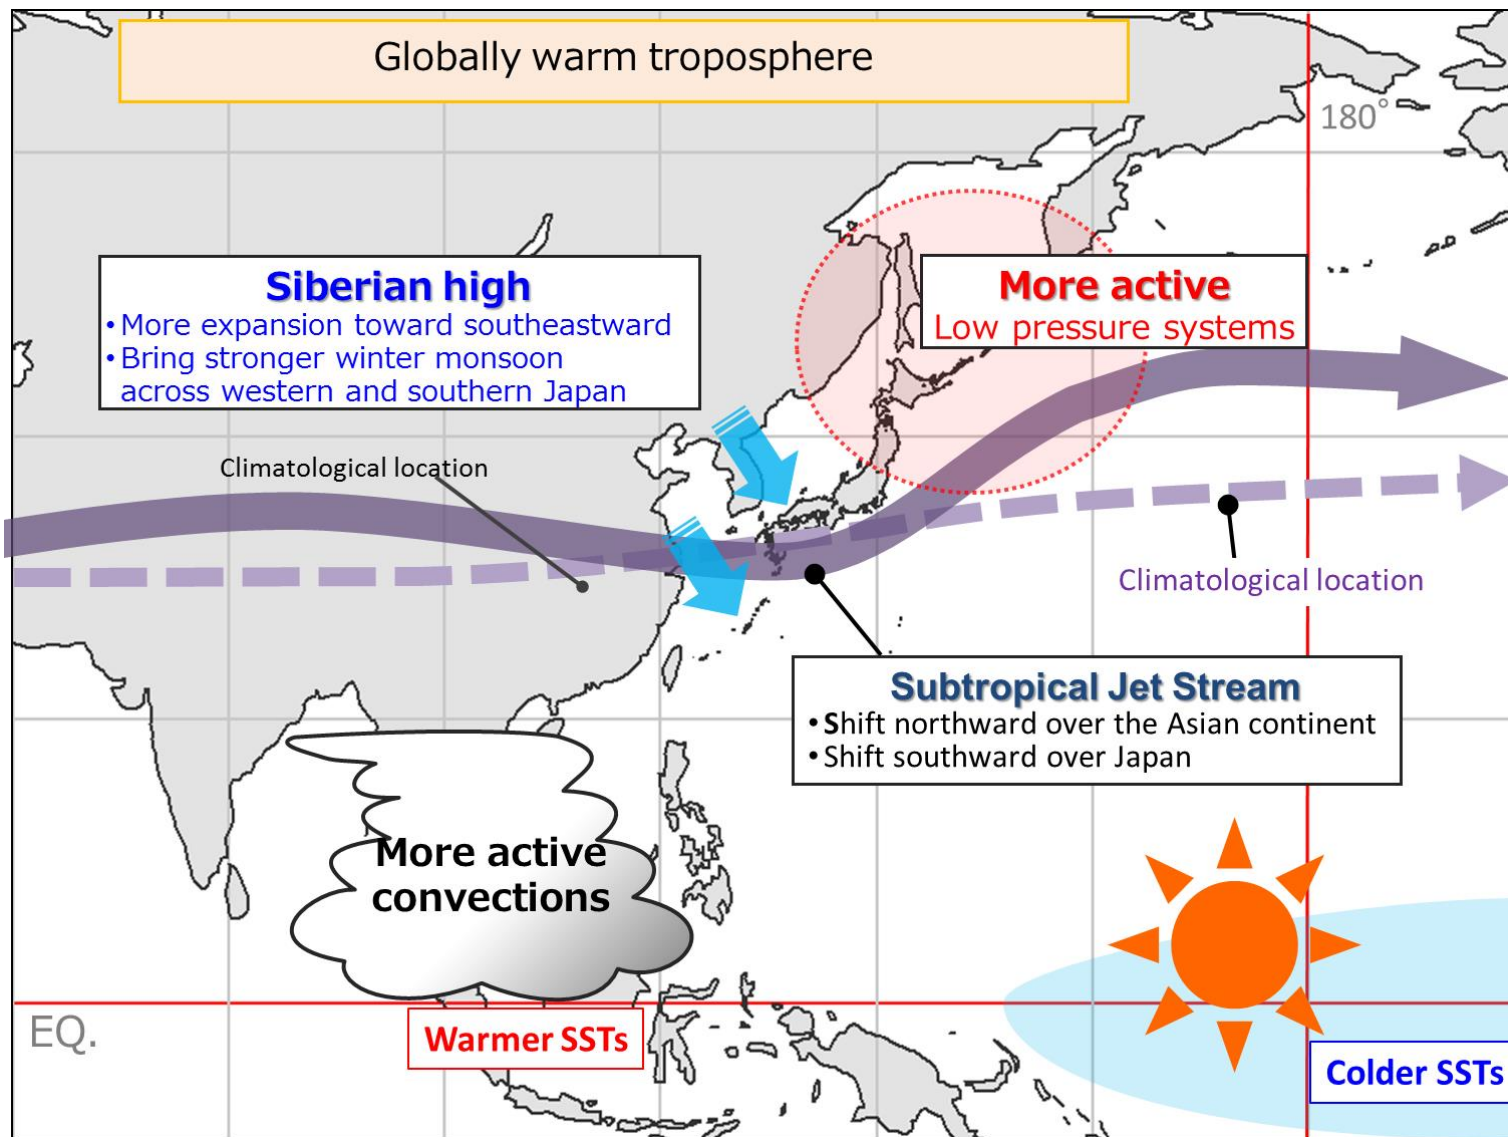 Globally warm troposphere
180°
Siberian high
• More expansion toward southeastward
• Bring stronger winter monsoon
across western and southern Japan
More active
Low pressure systems
Climatological location
Climatological location
Subtropical Jet Stream
• Shift northward over the Asian continent
• Shift southward over Japan
More active
convections
EQ.
Warmer SSTs
Colder SSTs